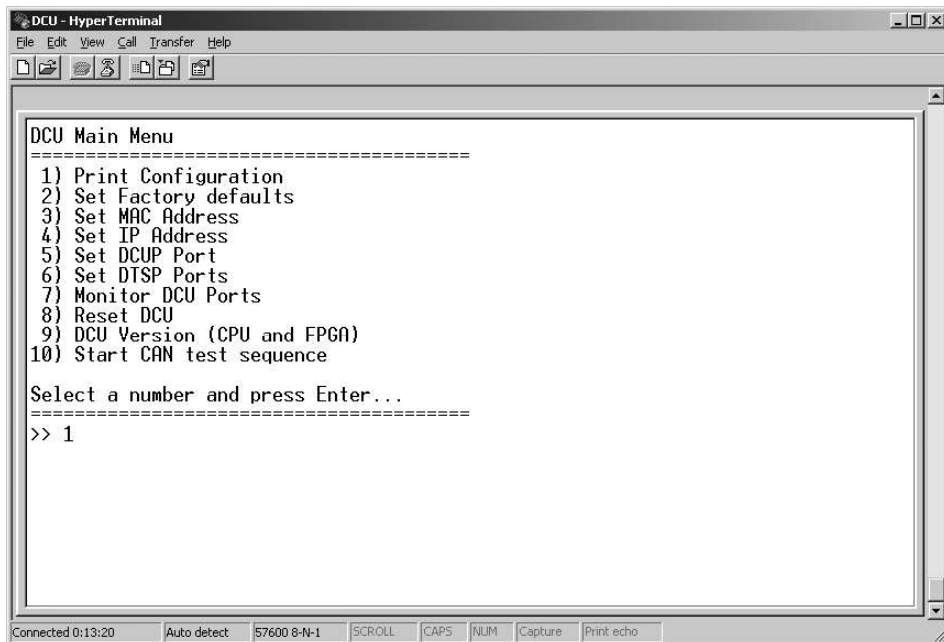 DCU - HyperTerminal
File Edit View Call Transfer Help
DCU Main Menu
========================================
1) Print Configuration
2) Set Factory defaults
3) Set MAC Address
4) Set IP Address
5) Set DCUP Port
6) Set DTSP Ports
7) Monitor DCU Ports
8) Reset DCU
9) DCU Version (CPU and FPGA)
10) Start CAN test sequence
Select a number and press Enter...
========================================
>> 1
Connected 0:13:20 Auto detect 57600 8-N-1 SCROLL CAPS NUM Capture Print echo